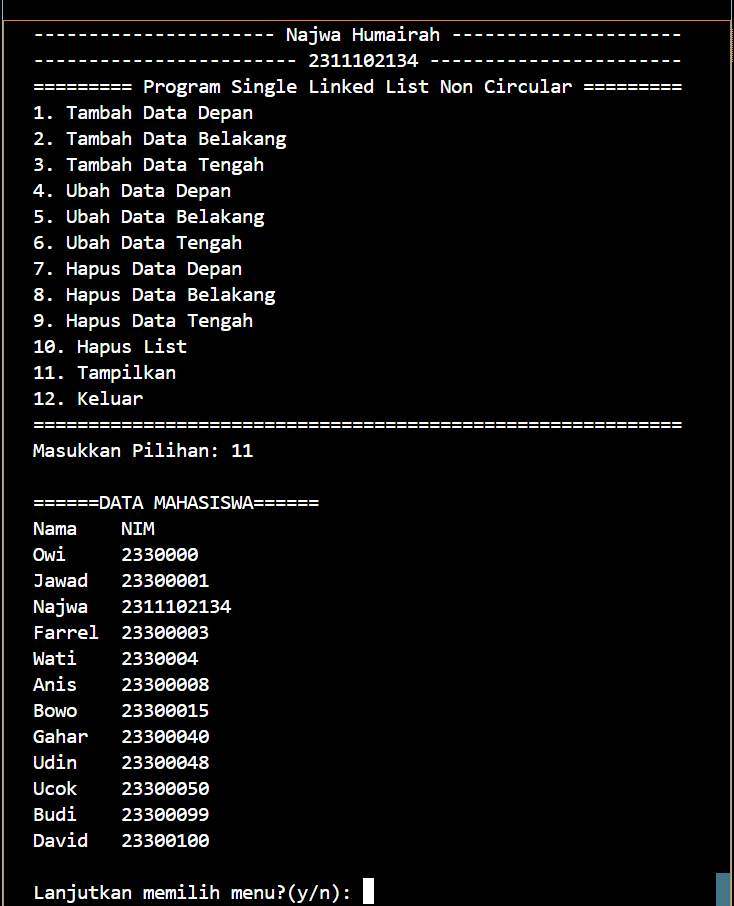 ---------------------- Najwa Humairah ---------------------
------------------------ 2311102134 -----------------------
========= Program Single Linked List Non Circular =========
1. Tambah Data Depan
2. Tambah Data Belakang
3. Tambah Data Tengah
4. Ubah Data Depan
5. Ubah Data Belakang
6. Ubah Data Tengah
7. Hapus Data Depan
8. Hapus Data Belakang
9. Hapus Data Tengah
10. Hapus List
11. Tampilkan
12. Keluar
===========================================================
Masukkan Pilihan: 11
======DATA MAHASISWA======
Nama    NIM
Owi     2330000
Jawad   23300001
Najwa   2311102134
Farrel  23300003
Wati    2330004
Anis    23300008
Bowo    23300015
Gahar   23300040
Udin    23300048
Ucok    23300050
Budi    23300099
David   23300100
Lanjutkan memilih menu?(y/n):